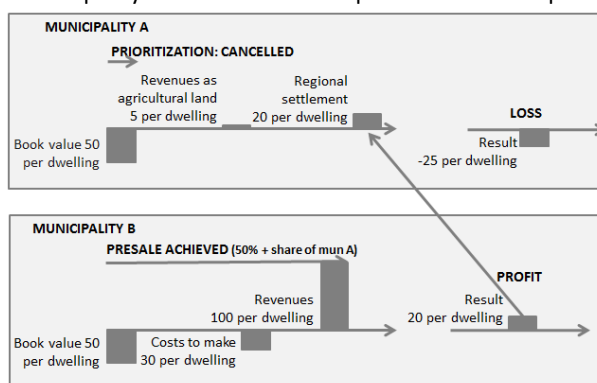 MUNICIPALITY A
PRIORITIZATION: CANCELLED
Revenues as
agricultural land
5 per dwelling
Regional
settlement
20 per dwelling
Book value 50
per dwelling
LOSS
Result
-25 per dwelling
MUNICIPALITY B
PRESALE ACHIEVED (50% + share of mun A)
Revenues
100 per dwelling
Book value 50
per dwelling
Costs to make
30 per dwelling
PROFIT
Result
20 per dwelling